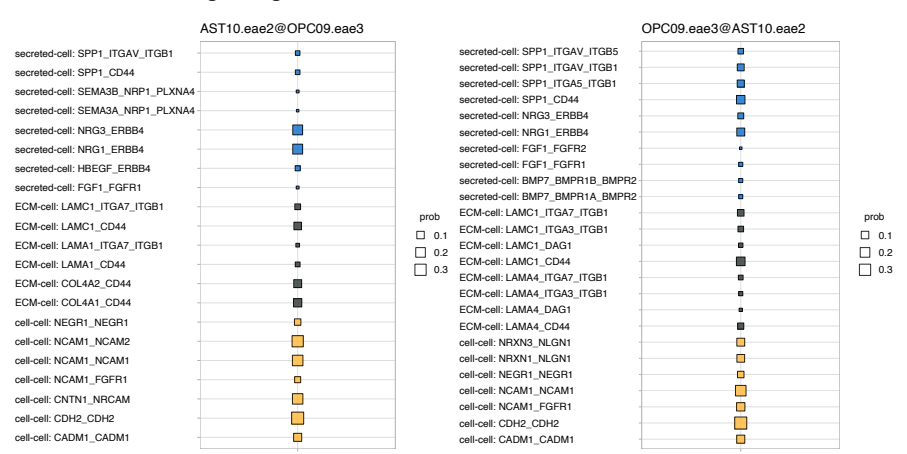 AST10.eae2@OPC09.eae3
secreted-cell: SPP1_ITGAV_ITGB1
secreted-cell: SPP1_CD44
secreted-cell: SEMA3B_NRP1_PLXNA4
secreted-cell: SEMA3A_NRP1_PLXNA4
secreted-cell: NRG3_ERBB4
secreted-cell: NRG1_ERBB4
secreted-cell: HBEGF_ERBB4
secreted-cell: FGF1_FGFR1
ECM-cell: LAMC1_ITGA7_ITGB1
ECM-cell: LAMC1_CD44
ECM-cell: LAMA1_ITGA7_ITGB1
ECM-cell: LAMA1_CD44
ECM-cell: COL4A2_CD44
ECM-cell: COL4A1_CD44
cell-cell: NEGR1_NEGR1
cell-cell: NCAM1_NCAM2
cell-cell: NCAM1_NCAM1
cell-cell: NCAM1_FGFR1
cell-cell: CNTN1_NRCAM
cell-cell: CDH2_CDH2
cell-cell: CADM1_CADM1
prob
0.1
0.2
0.3
OPC09.eae3@AST10.eae2
secreted-cell: SPP1_ITGAV_ITGB5
secreted-cell: SPP1_ITGAV_ITGB1
secreted-cell: SPP1_ITGA5_ITGB1
secreted-cell: SPP1_CD44
secreted-cell: NRG3_ERBB4
secreted-cell: NRG1_ERBB4
secreted-cell: FGF1_FGFR2
secreted-cell: FGF1_FGFR1
secreted-cell: BMP7_BMPR1B_BMPR2
secreted-cell: BMP7_BMPR1A_BMPR2
ECM-cell: LAMC1_ITGA7_ITGB1
ECM-cell: LAMC1_ITGA3_ITGB1
ECM-cell: LAMC1_DAG1
ECM-cell: LAMC1_CD44
ECM-cell: LAMA4_ITGA7_ITGB1
ECM-cell: LAMA4_ITGA3_ITGB1
ECM-cell: LAMA4_DAG1
ECM-cell: LAMA4_CD44
cell-cell: NRXN3_NLGN1
cell-cell: NRXN1_NLGN1
cell-cell: NEGR1_NEGR1
cell-cell: NCAM1_NCAM1
cell-cell: NCAM1_FGFR1
cell-cell: CDH2_CDH2
cell-cell: CADM1_CADM1
prob
0.1
0.2
0.3